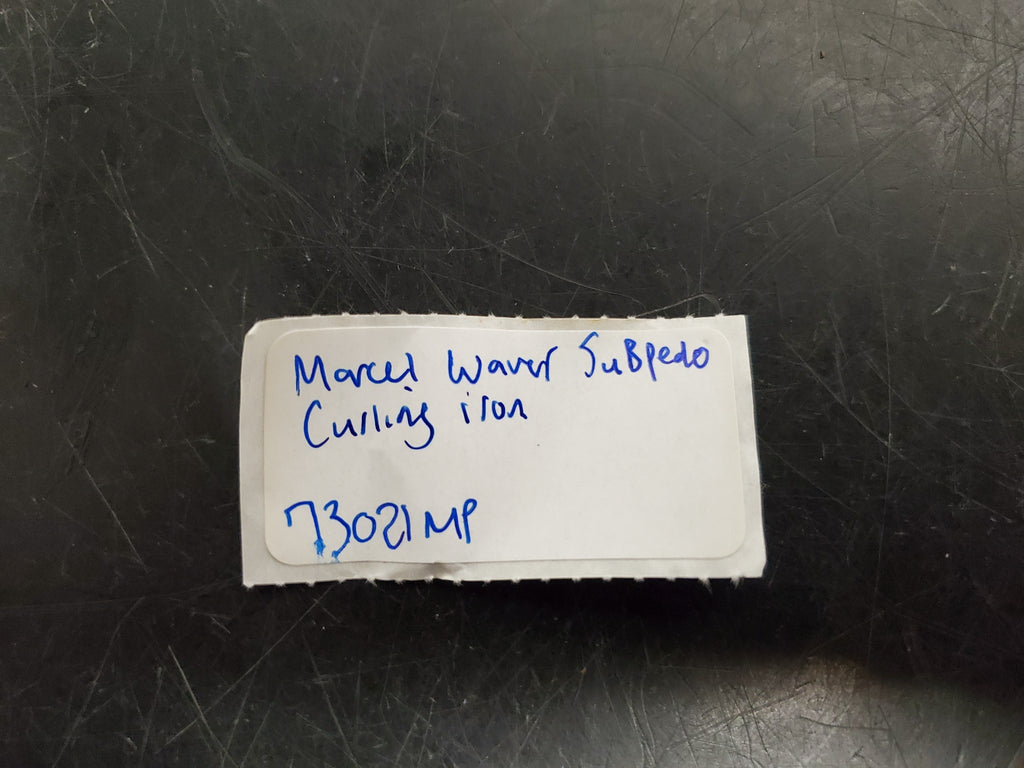 Marcel Waver SuBpedo
Curling iron
73021MP